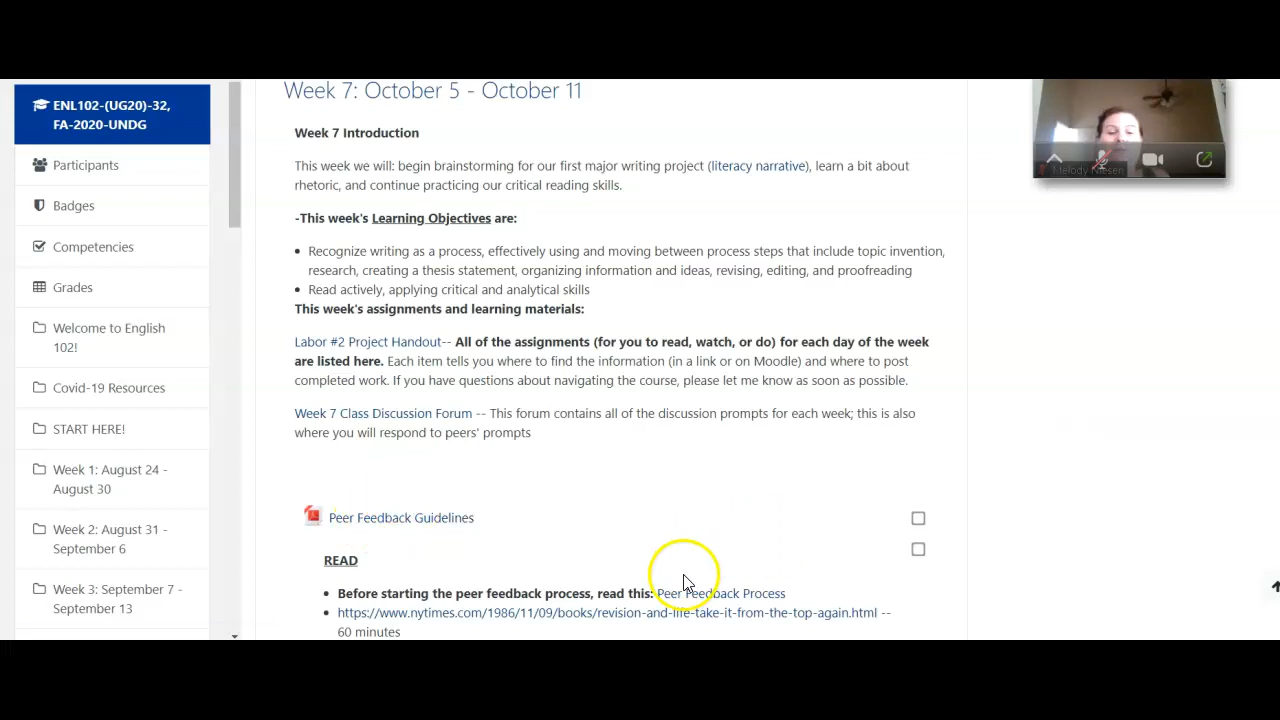 ENL102-(UG20)-32,
FA-2020-UNDG
Participants
Badges
Competencies
Grades
Welcome to English
102!
Covid-19 Resources
START HERE!
Week 1: August 24 -
August 30
Week 2: August 31 -
September 6
Week 3: September 7 -
September 13
Week 7: October 5 - October 11
Week 7 Introduction
This week we will: begin brainstorming for our first major writing project (literacy narrative), learn a bit about
rhetoric, and continue practicing our critical reading skills.
-This week's Learning Objectives are:
• Recognize writing as a process, effectively using and moving between process steps that include topic invention,
research, creating a thesis statement, organizing information and ideas, revising, editing, and proofreading
• Read actively, applying critical and analytical skills
This week's assignments and learning materials:
Labor #2 Project Handout-- All of the assignments (for you to read, watch, or do) for each day of the week
are listed here. Each item tells you where to find the information (in a link or on Moodle) and where to post
completed work. If you have questions about navigating the course, please let me know as soon as possible.
Week 7 Class Discussion Forum -- This forum contains all of the discussion prompts for each week; this is also
where you will respond to peers' prompts
Peer Feedback Guidelines
READ
• Before starting the peer feedback process, read this: Peer Feedback Process
• https://www.nytimes.com/1986/11/09/books/revision-and-life-take-it-from-the-top-again.html --
60 minutes
Melody Niesen